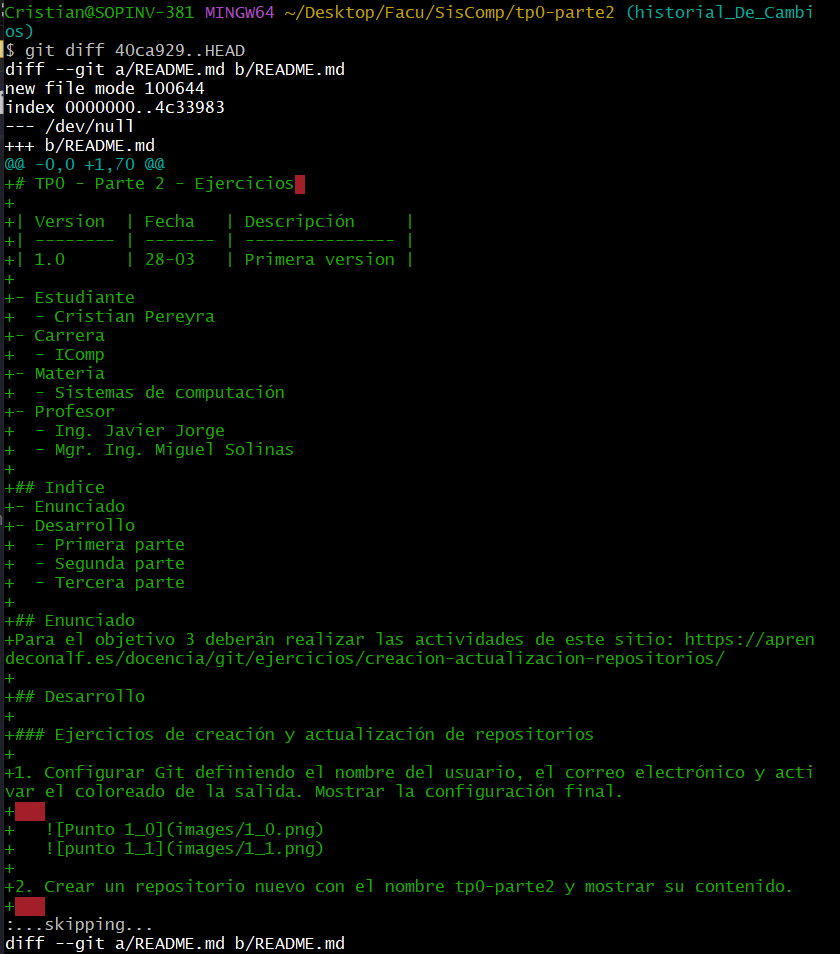 Cristian@SOPINV-381 MINGW64 ~/Desktop/Facu/SisComp/tp0-parte2 (historial_De_Cambi
os)
$ git diff 40ca929..HEAD
diff --git a/README.md b/README.md
new file mode 100644
index 0000000..4c33983
--- /dev/null
+++ b/README.md
@@ -0,0 +1,70 @@
+# TP0 - Parte 2 - Ejercicios
+
+| Version  | Fecha   | Descripción     |
+| -------- | ------- | --------------- |
+| 1.0      | 28-03   | Primera version |
+
+- Estudiante
+  - Cristian Pereyra
+- Carrera
+  - IComp
+- Materia
+  - Sistemas de computación
+- Profesor
+  - Ing. Javier Jorge
+  - Mgr. Ing. Miguel Solinas
+
+## Indice
+- Enunciado
+- Desarrollo
+  - Primera parte
+  - Segunda parte
+  - Tercera parte
+
+## Enunciado
+Para el objetivo 3 deberán realizar las actividades de este sitio: https://apren
deconalf.es/docencia/git/ejercicios/creacion-actualizacion-repositorios/
+
+## Desarrollo
+
+### Ejercicios de creación y actualización de repositorios
+
+1. Configurar Git definiendo el nombre del usuario, el correo electrónico y acti
var el coloreado de la salida. Mostrar la configuración final.
+
+   ![Punto 1_0](images/1_0.png)
+   ![punto 1_1](images/1_1.png)
+
+2. Crear un repositorio nuevo con el nombre tp0-parte2 y mostrar su contenido.
+
:...skipping...
diff --git a/README.md b/README.md